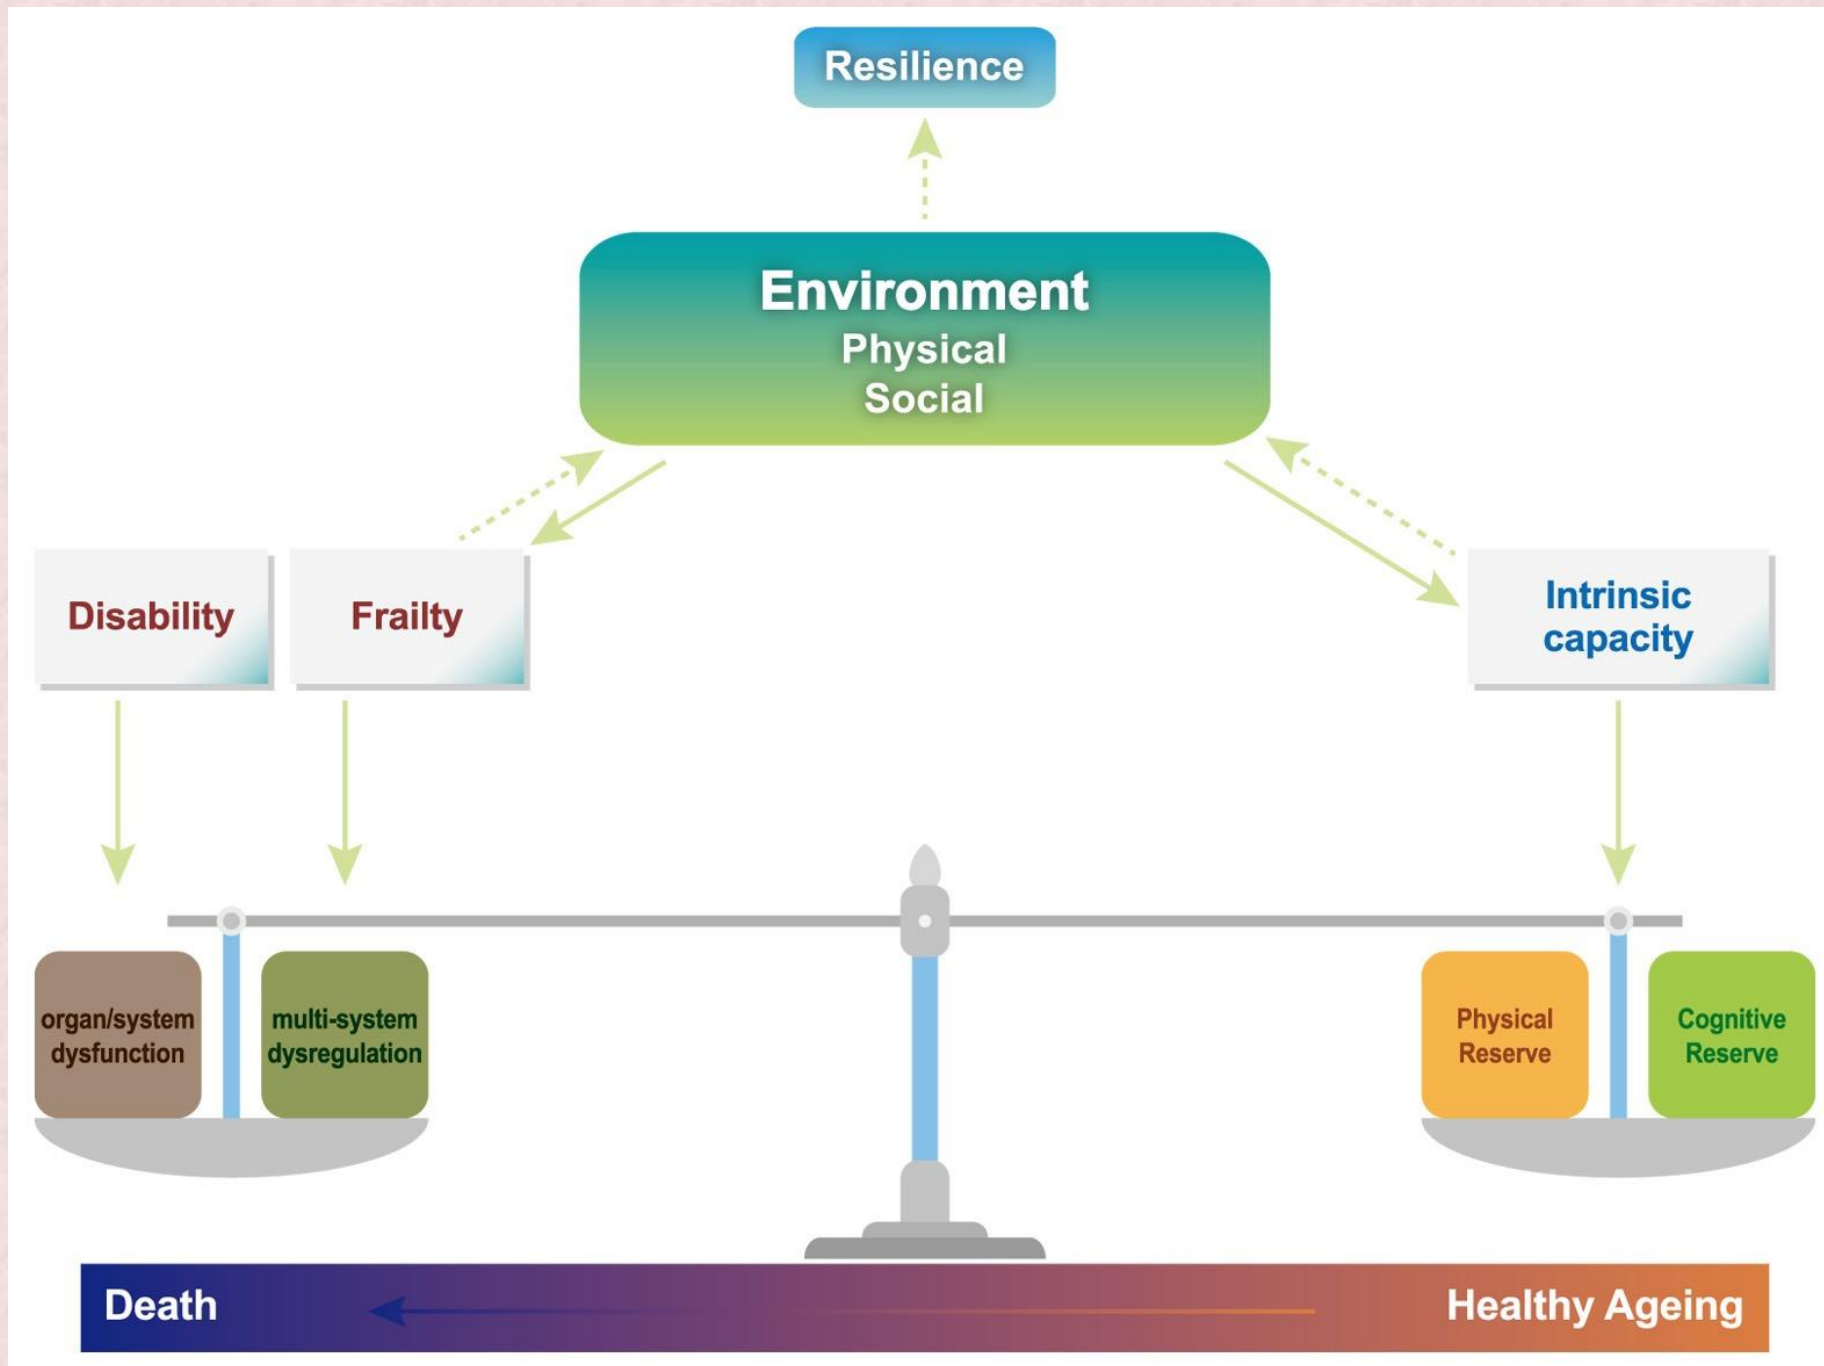 Resilience
Environment
Physical
Social
Disability
Frailty
Intrinsic
capacity
organ/system
dysfunction
multi-system
dysregulation
Physical
Reserve
Cognitive
Reserve
Death
Healthy Ageing